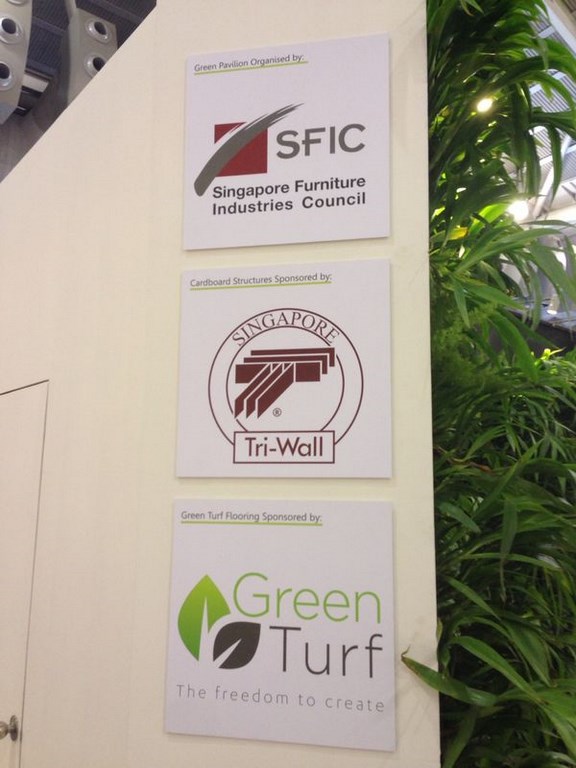 Green Pavilion Organised by:
SFIC
Singapore Furniture
Industries Council
Cardboard Structures Sponsored by:
SINGAPORE
®
Tri-Wall
Green Turf Flooring Sponsored by:
Green
Turf
The freedom to create